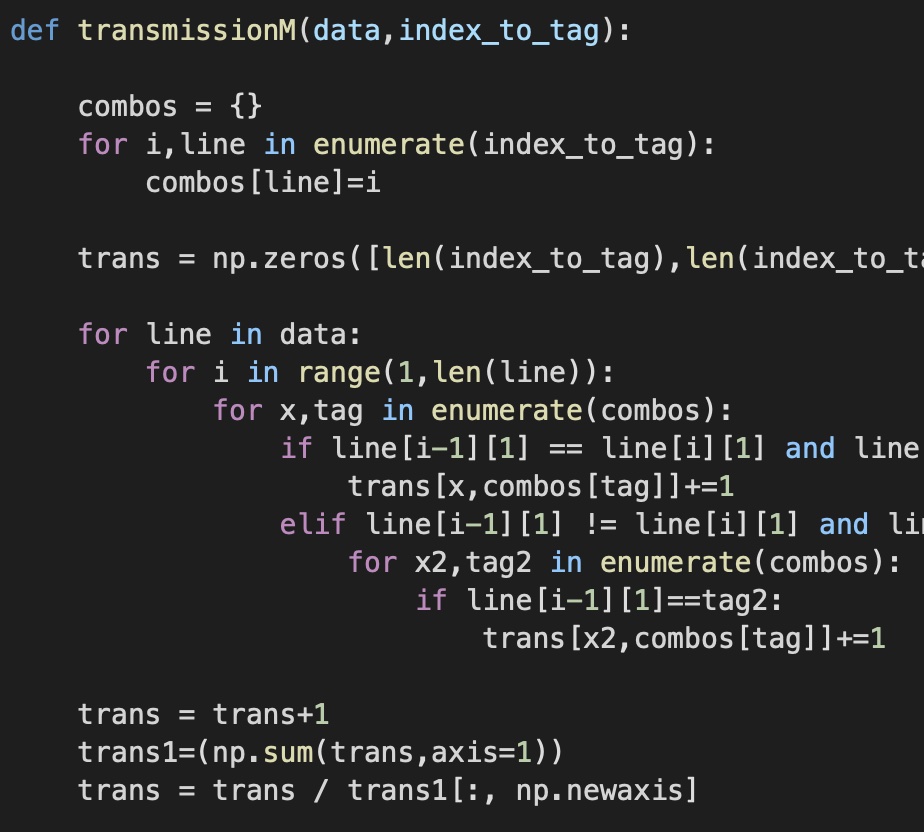 def transmissionM(data,index_to_tag):
combos = {}
for i,line in enumerate(index_to_tag):
combos[line]=i
trans = np.zeros([len(index_to_tag),len(index_to_ta
for line in data:
for i in range(1,len(line)):
for x,tag in enumerate(combos):
if line[i-1][1] == line[i][1] and line
trans[x,combos[tag]]+=1
elif line[i-1][1] != line[i][1] and li
for x2,tag2 in enumerate(combos):
if line[i-1][1]==tag2:
trans[x2,combos[tag]]+=1
trans = trans+1
trans1=(np.sum(trans,axis=1))
trans = trans / trans1[:, np.newaxis]